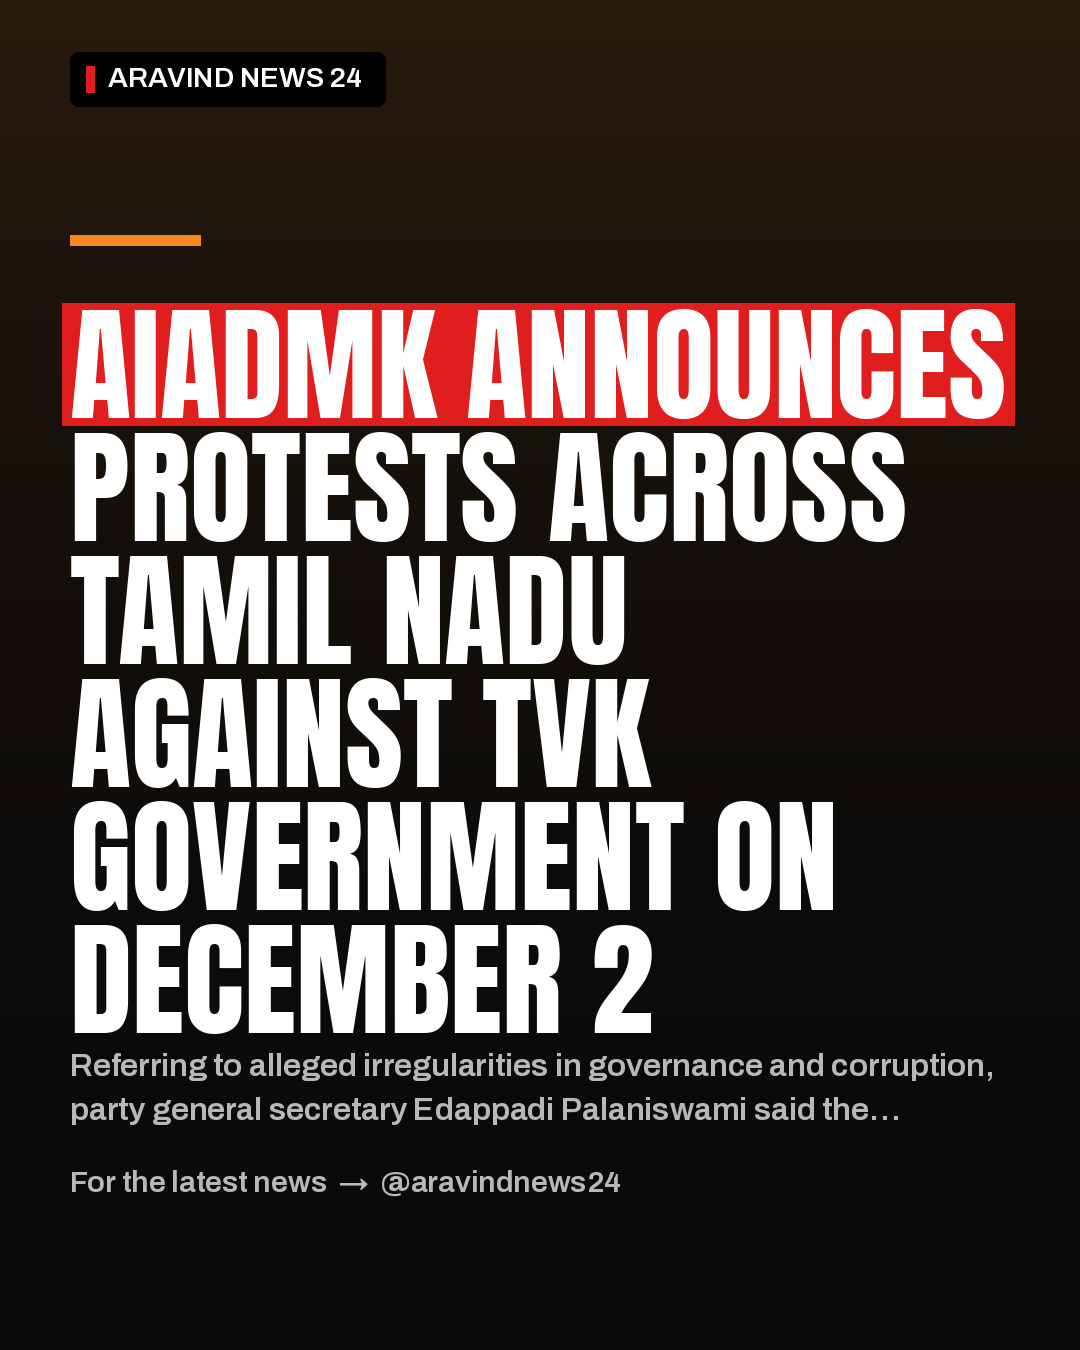 ARAVIND NEWS 24
AIADMK ANNOUNCES
PROTESTS ACROSS
TAMIL NADU
AGAINST TVK
GOVERNMENT ON
DECEMBER 2
Referring to alleged irregularities in governance and corruption,
party general secretary Edappadi Palaniswami said the...
For the latest news → @aravindnews24